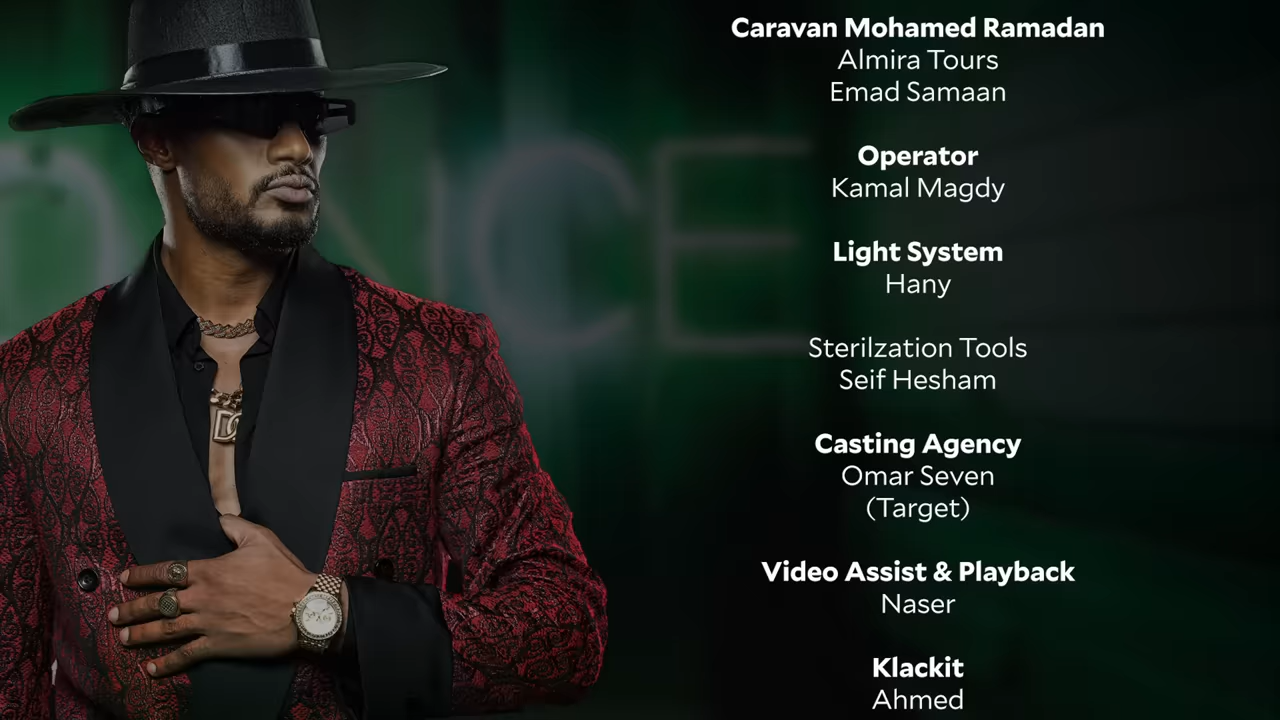 Caravan Mohamed Ramadan
Almira Tours
Emad Samaan
Operator
Kamal Magdy
Light System
Hany
Sterilzation Tools
Seif Hesham
Casting Agency
Omar Seven
(Target)
Video Assist & Playback
Naser
Klackit
Ahmed